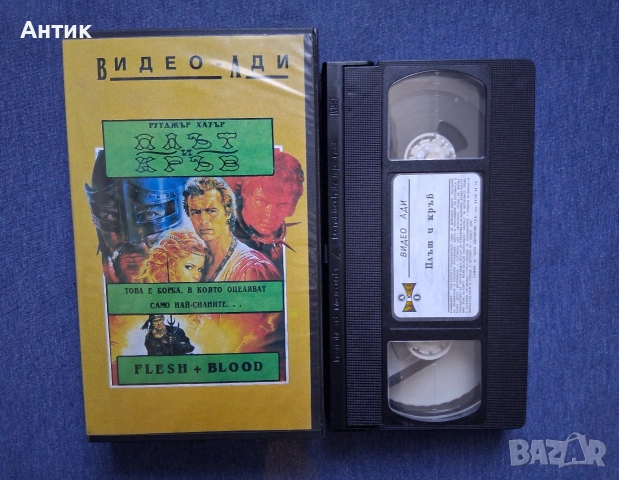 Антик
ВИДЕО АДИ
РУТДЖЪР ХАУЪР
ПЛЪТ
И
КРЪВ
ТОВА Е БОРБА, В КОЯТО ОЦЕЛЯВАТ
САМО НАЙ-СИЛНИТЕ. . .
FLESH + BLOOD
ВИДЕО АДИ
Плът и кръв
BAZAR